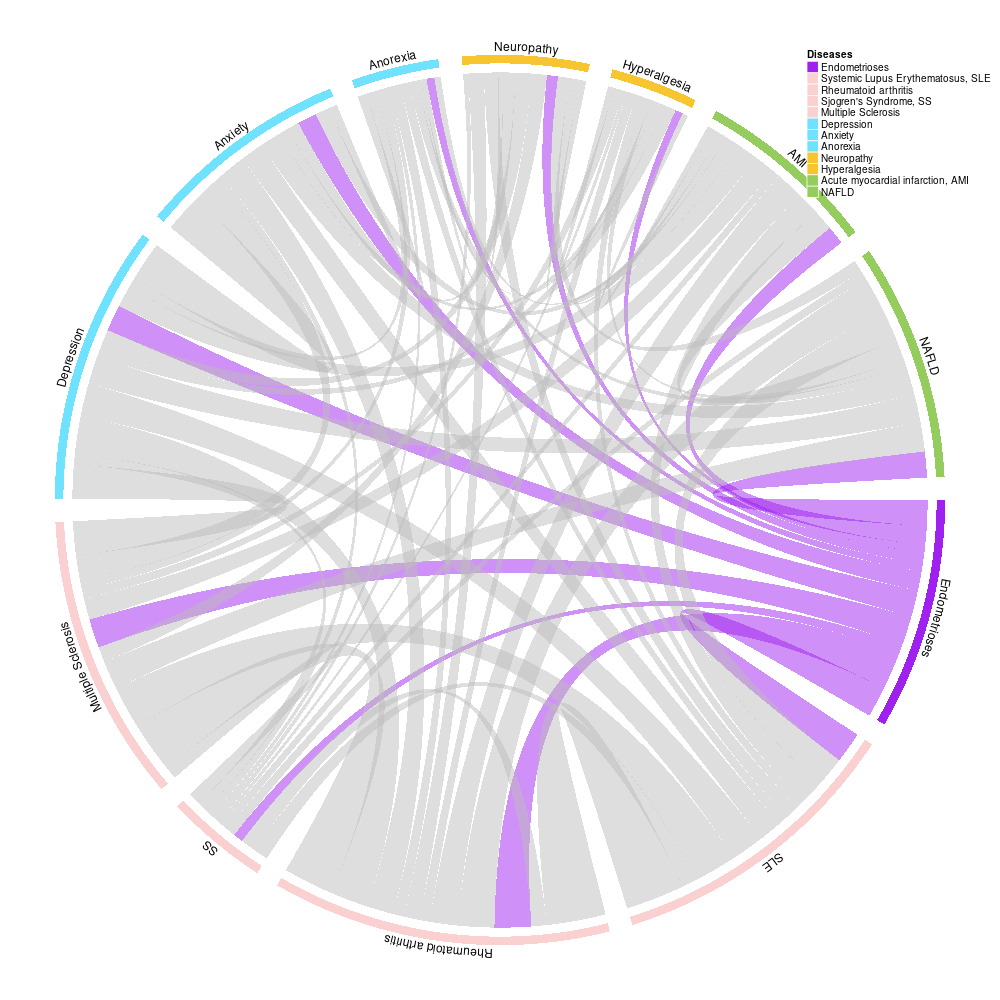 Neuropathy
Anorexia
Hyperalgesia
Anxiety
AMI
Depression
NAFLD
Endometrioses
Multiple Sclerosis
SS
SLE
Rheumatoid arthritis
Diseases
Endometrioses
Systemic Lupus Erythematosus, SLE
Rheumatoid arthritis
Sjogren's Syndrome, SS
Multiple Sclerosis
Depression
Anxiety
Anorexia
Neuropathy
Hyperalgesia
Acute myocardial infarction, AMI
NAFLD